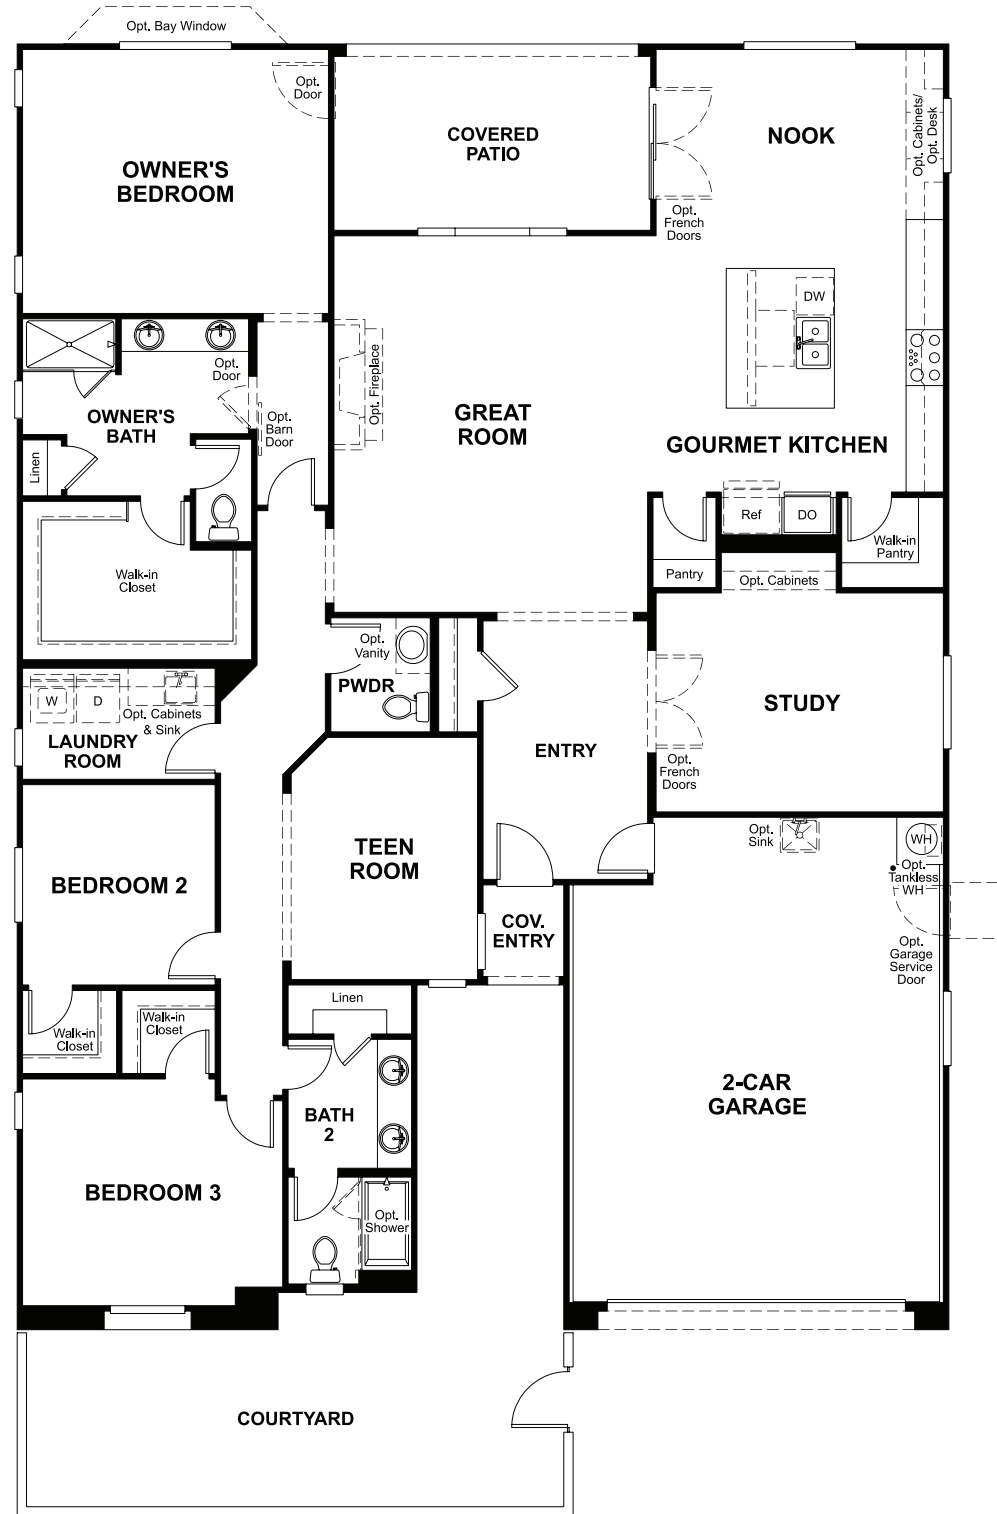 Opt. Bay Window
Opt.
Door
OWNER'S
BEDROOM
COVERED
PATIO
NOOK
Opt. Cabinets/
Opt. Desk
Opt.
French
Doors
DW
Opt.
Door
OWNER'S
BATH
Opt.
Barn
Door
Opt. Fireplace
GREAT
ROOM
GOURMET KITCHEN
Linen
Ref
DO
Walk-in
Pantry
Pantry
Opt. Cabinets
Walk-in
Closet
Opt.
Vanity
PWDR
W
D
Opt. Cabinets
& Sink
LAUNDRY
ROOM
ENTRY
STUDY
Opt.
French
Doors
TEEN
ROOM
BEDROOM 2
Opt.
Sink
WH
Opt.
Tankless
WH
COV.
ENTRY
Opt.
Garage
Service
Door
Walk-in
Closet
Walk-in
Closet
Linen
2-CAR
GARAGE
BATH
2
BEDROOM 3
Opt.
Shower
COURTYARD